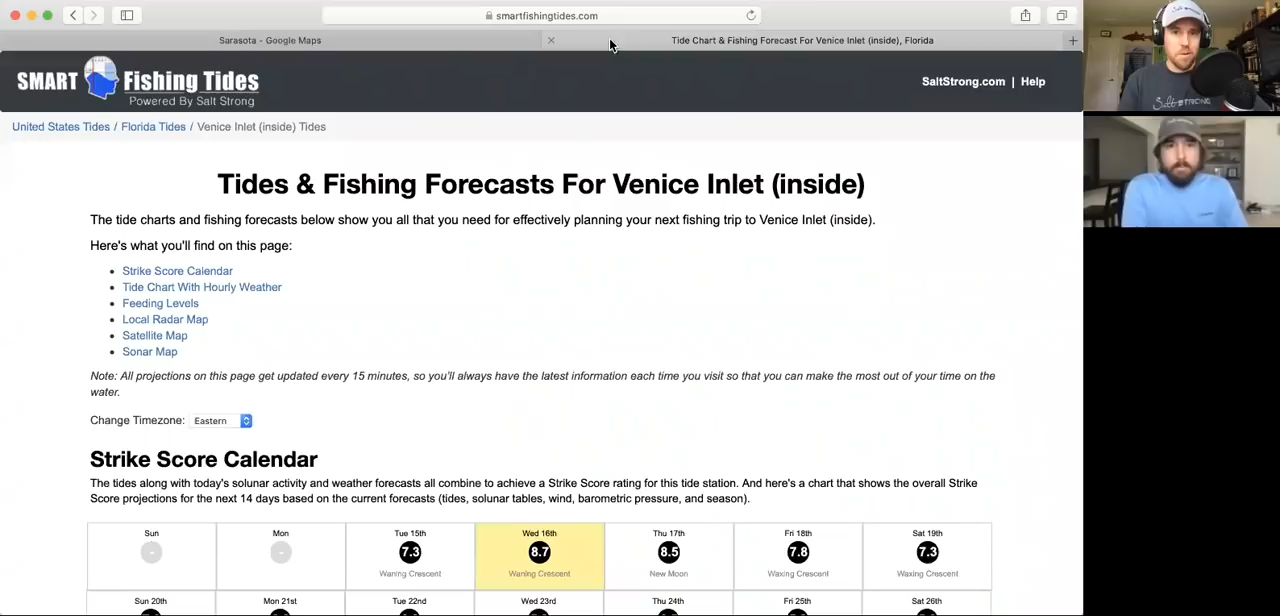 smartfishingtides.com
Sarasota - Google Maps
Tide Chart & Fishing Forecast For Venice Inlet (inside), Florida
SMART Fishing Tides
Powered By Salt Strong
SaltStrong.com | Help
United States Tides / Florida Tides / Venice Inlet (inside) Tides
Tides & Fishing Forecasts For Venice Inlet (inside)
The tide charts and fishing forecasts below show you all that you need for effectively planning your next fishing trip to Venice Inlet (inside).
Here's what you'll find on this page:
Strike Score Calendar
Tide Chart With Hourly Weather
Feeding Levels
Local Radar Map
Satellite Map
Sonar Map
Note: All projections on this page get updated every 15 minutes, so you'll always have the latest information each time you visit so that you can make the most out of your time on the
water.
Change Timezone: Eastern
Strike Score Calendar
The tides along with today's solunar activity and weather forecasts all combine to achieve a Strike Score rating for this tide station. And here's a chart that shows the overall Strike
Score projections for the next 14 days based on the current forecasts (tides, solunar tables, wind, barometric pressure, and season).
Sun Mon Tue 15th Wed 16th Thu 17th Fri 18th Sat 19th
- - 7.3 8.7 8.5 7.8 7.3
Waning Crescent Waning Crescent New Moon Waxing Crescent Waxing Crescent
Sun 20th Mon 21st Tue 22nd Wed 23rd Thu 24th Fri 25th Sat 26th